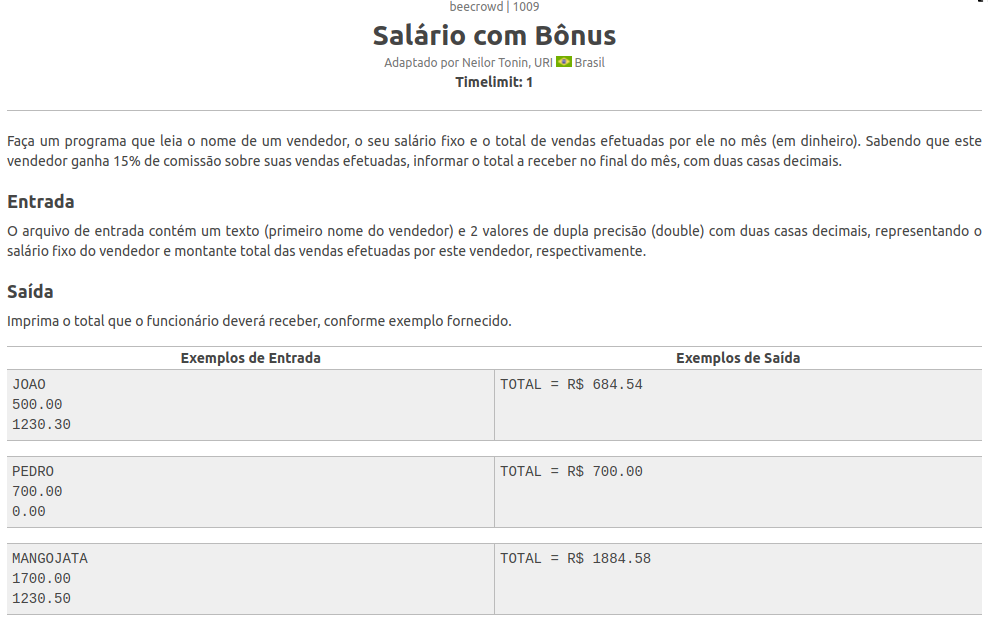 beecrowd | 1009
Salário com Bônus
Adaptado por Neilor Tonin, URI Brasil
Timelimit: 1
Faça um programa que leia o nome de um vendedor, o seu salário fixo e o total de vendas efetuadas por ele no mês (em dinheiro). Sabendo que este
vendedor ganha 15% de comissão sobre suas vendas efetuadas, informar o total a receber no final do mês, com duas casas decimais.
Entrada
O arquivo de entrada contém um texto (primeiro nome do vendedor) e 2 valores de dupla precisão (double) com duas casas decimais, representando o
salário fixo do vendedor e montante total das vendas efetuadas por este vendedor, respectivamente.
Saída
Imprima o total que o funcionário deverá receber, conforme exemplo fornecido.
Exemplos de Entrada Exemplos de Saída
JOAO TOTAL = R$ 684.54
500.00
1230.30
PEDRO TOTAL = R$ 700.00
700.00
0.00
MANGOJATA TOTAL = R$ 1884.58
1700.00
1230.50